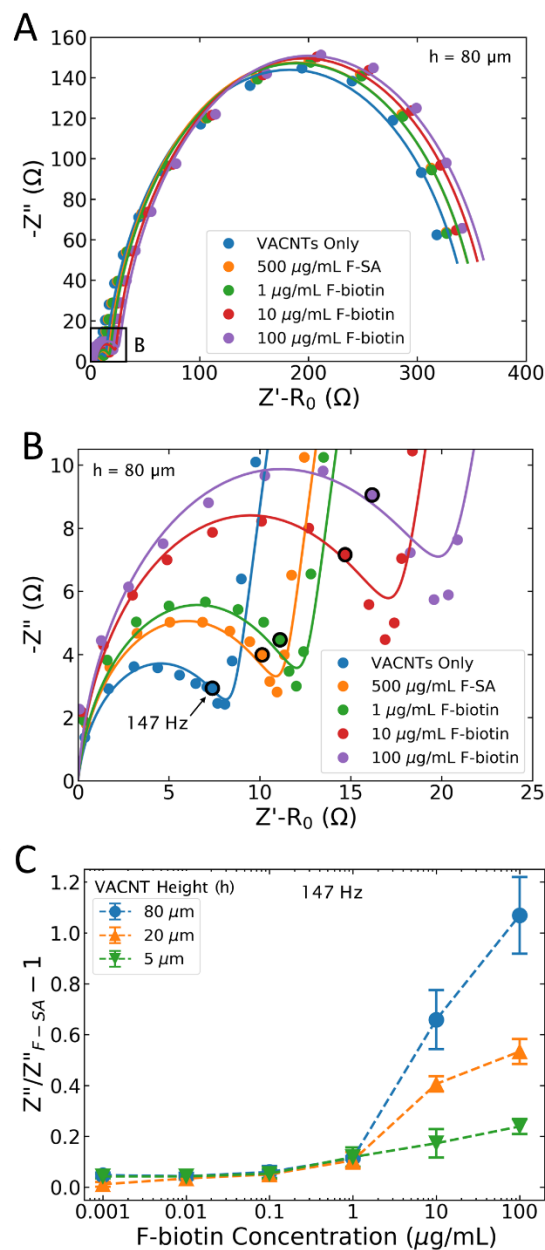 A
160
140
120
100
80
60
40
20
0
-Z" (Ω)
h = 80 μm
VACNTs Only
500 μg/mL F-SA
1 μg/mL F-biotin
10 μg/mL F-biotin
100 μg/mL F-biotin
B
0 100 200 300 400
Z'-R₀ (Ω)
B
10
8
6
4
2
0
-Z" (Ω)
h = 80 μm
147 Hz
VACNTs Only
500 μg/mL F-SA
1 μg/mL F-biotin
10 μg/mL F-biotin
100 μg/mL F-biotin
0 5 10 15 20 25
Z'-R₀ (Ω)
C
1.2
1.0
0.8
0.6
0.4
0.2
0.0
Z"/Z"F−SA − 1
VACNT Height (h)
80 μm
20 μm
5 μm
147 Hz
0.001 0.01 0.1 1 10 100
F-biotin Concentration (μg/mL)